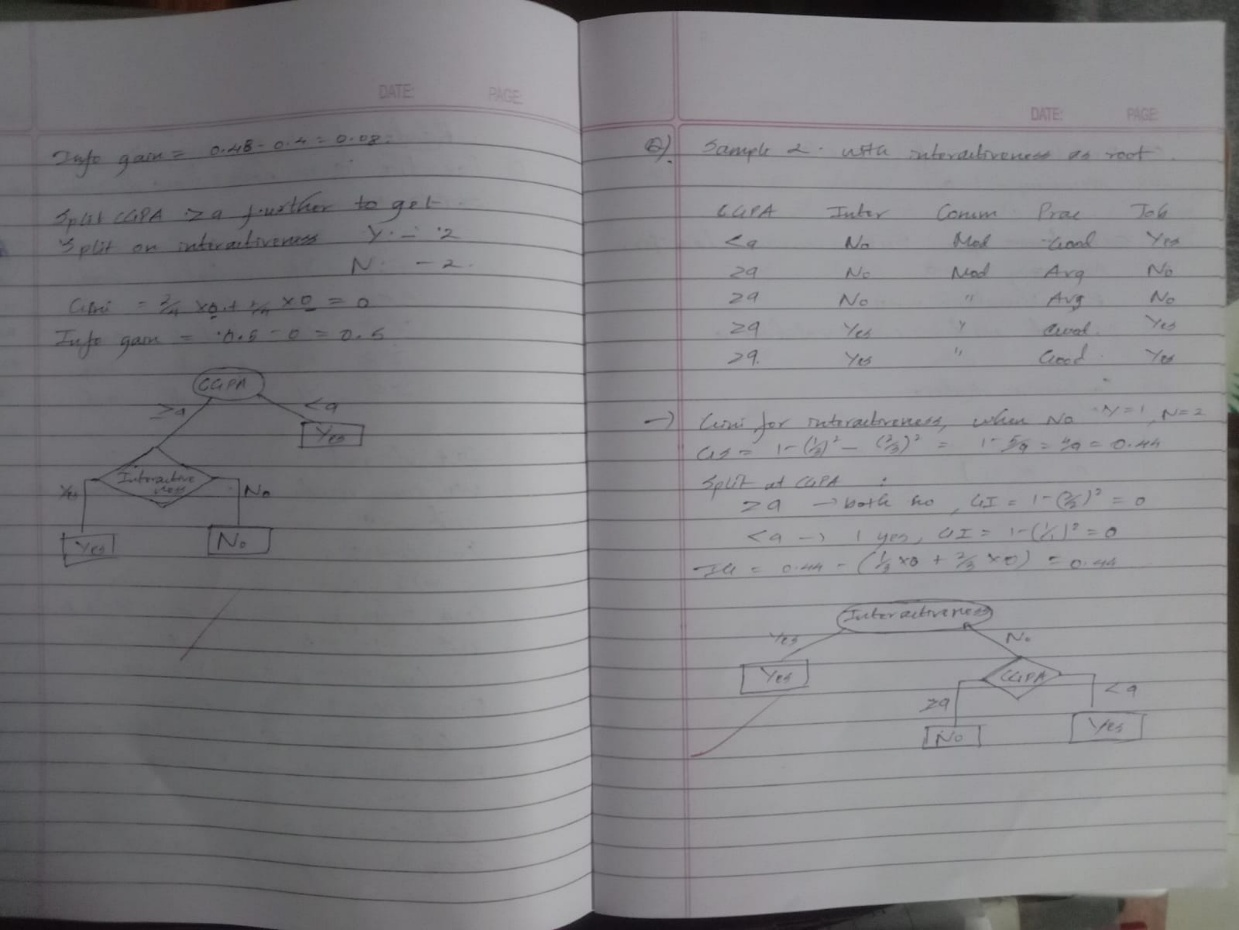 DATE: PAGE:
Info gain = 0.48 - 0.4 = 0.08.
Split CGPA ≥9 further to get
Split on interactiveness Y - 2
N - 2.
Gini = 2/4 × 0 + 2/4 × 0 = 0
Info gain = 0.5 - 0 = 0.5
CGPA
≥9 <9
Yes
Interactiveness
Yes No
Yes No
DATE: PAGE:
Q) Sample 2. with interactiveness as root.
CGPA Inter Comm Prac Job
<9 No Mod Good Yes
≥9 No Mod Avg No
≥9 No " Avg No
≥9 Yes " Yes
≥9. Yes " Good Yes
→ Gini for interactiveness, when No Y=1, N=2
= 1-(1/3)² - (2/3)² = 1-5/9 = 4/9 = 0.44
Split at CGPA :
≥9 → both no, GI = 1-(2/2)² = 0
<9 → 1 yes, GI = 1-(1/1)² = 0
IG = 0.44 - (1/3 × 0 + 2/3 × 0) = 0.44
Interactiveness
Yes No
Yes CGPA
≥9 <9
No Yes